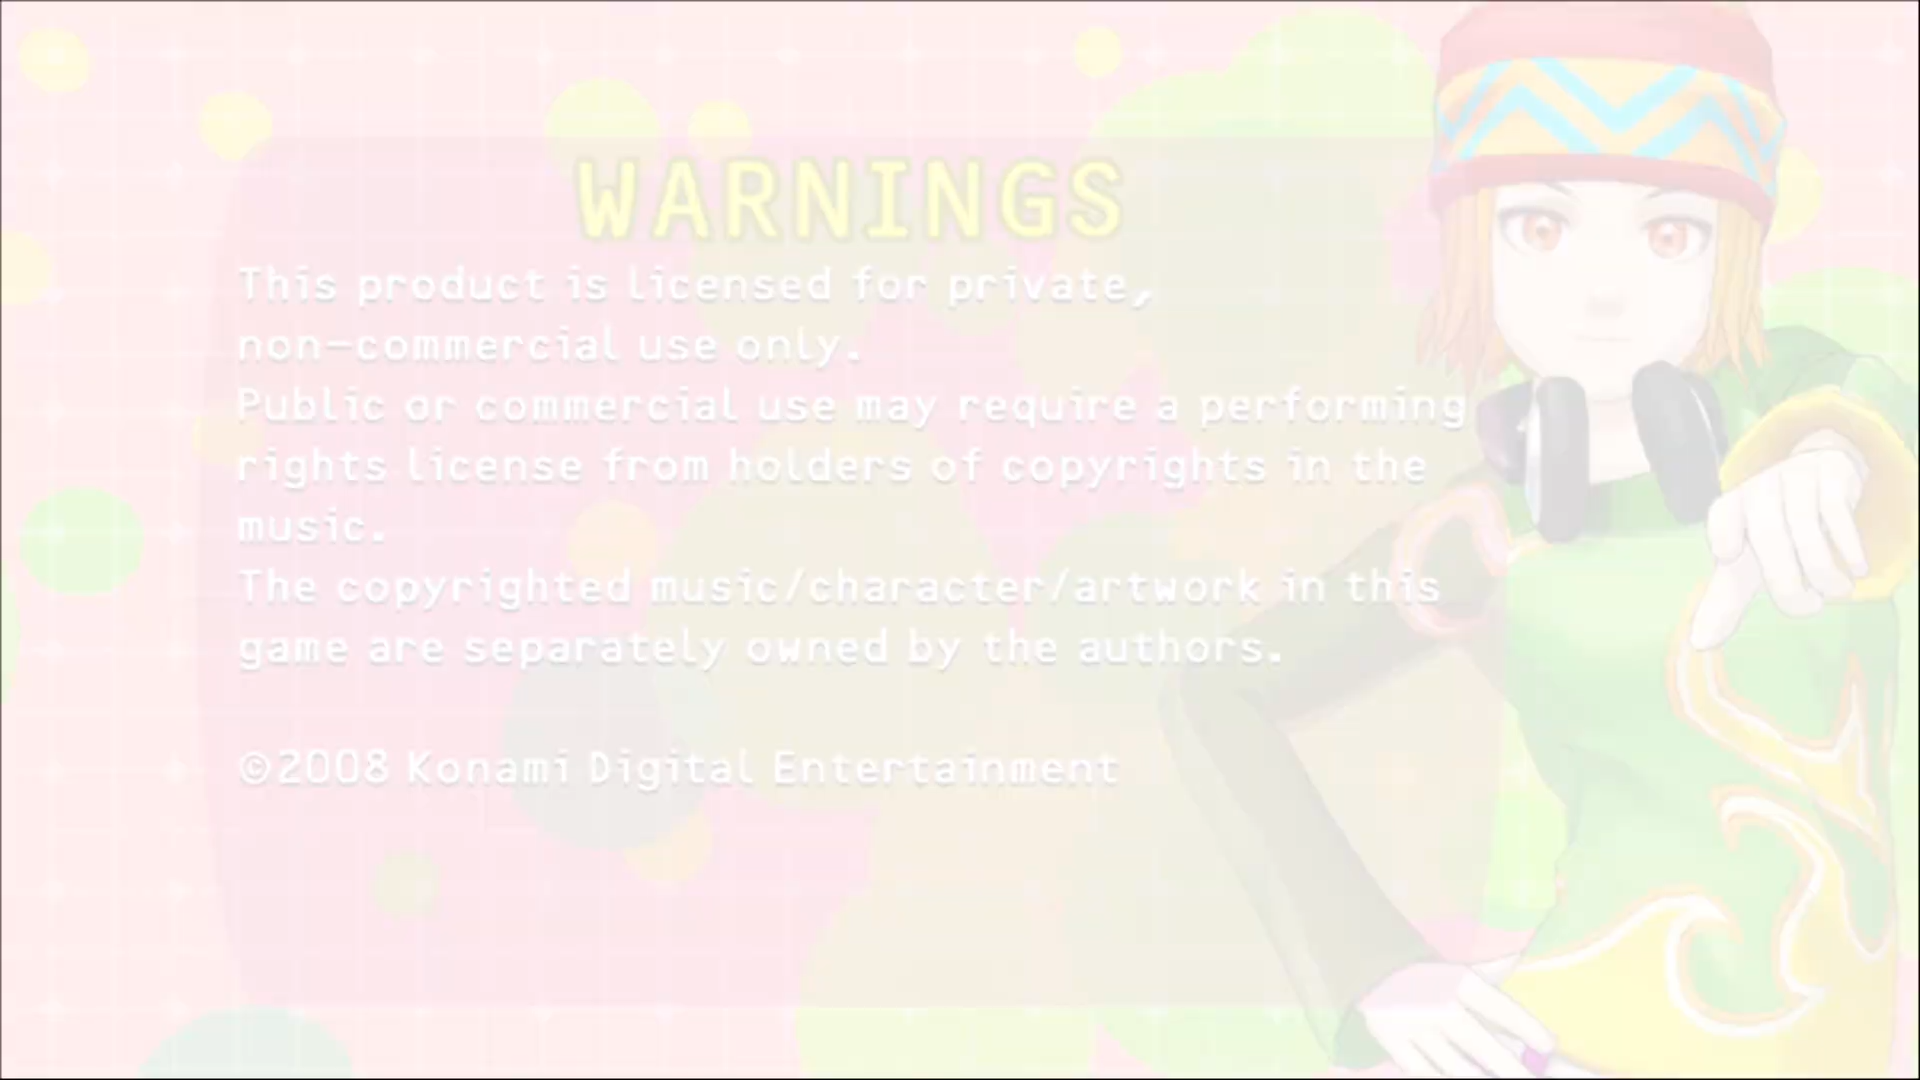 WARNINGS
This product is licensed for private,
non-commercial use only.
Public or commercial use may require a performing
rights license from holders of copyrights in the
music.
The copyrighted music/character/artwork in this
game are separately owned by the authors.
©2008 Konami Digital Entertainment